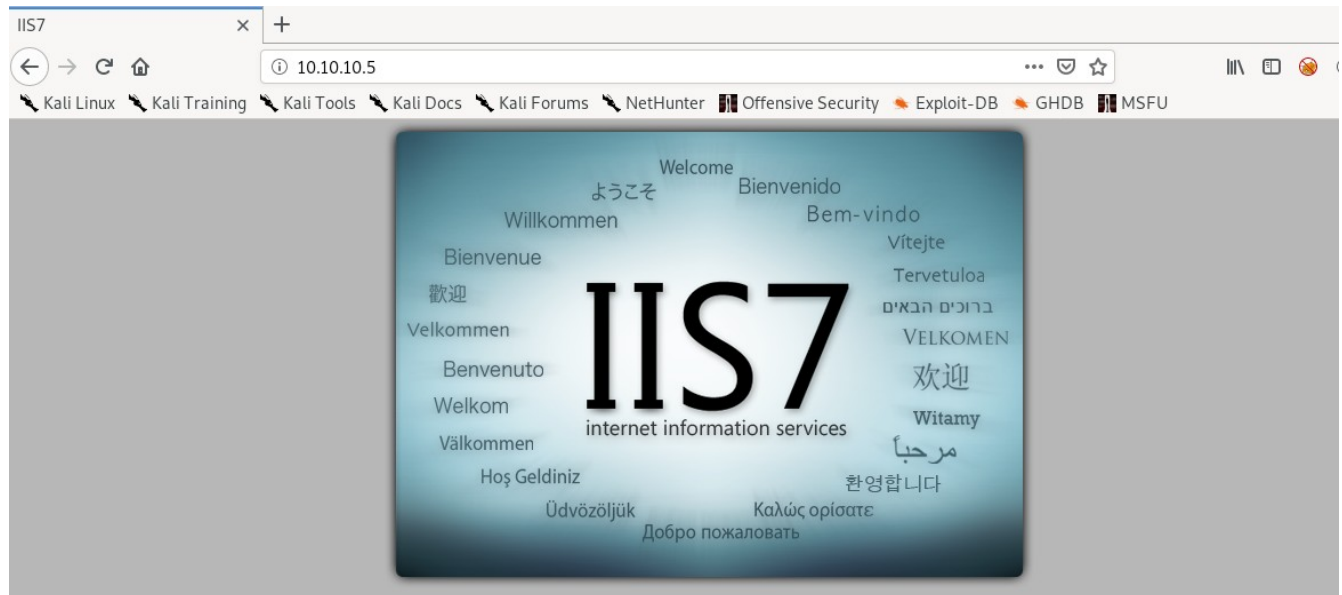 IIS7
10.10.10.5
Kali Linux Kali Training Kali Tools Kali Docs Kali Forums NetHunter Offensive Security Exploit-DB GHDB MSFU
Welcome
ようこそ
Bienvenido
Willkommen
Bem-vindo
Vítejte
Bienvenue
Tervetuloa
歡迎
ברוכים הבאים
Velkommen
VELKOMEN
Benvenuto
欢迎
Welkom
Witamy
Välkommen
مرحباً
Hoş Geldiniz
환영합니다
Üdvözöljük
Καλώς ορίσατε
Добро пожаловать
IIS7
internet information services